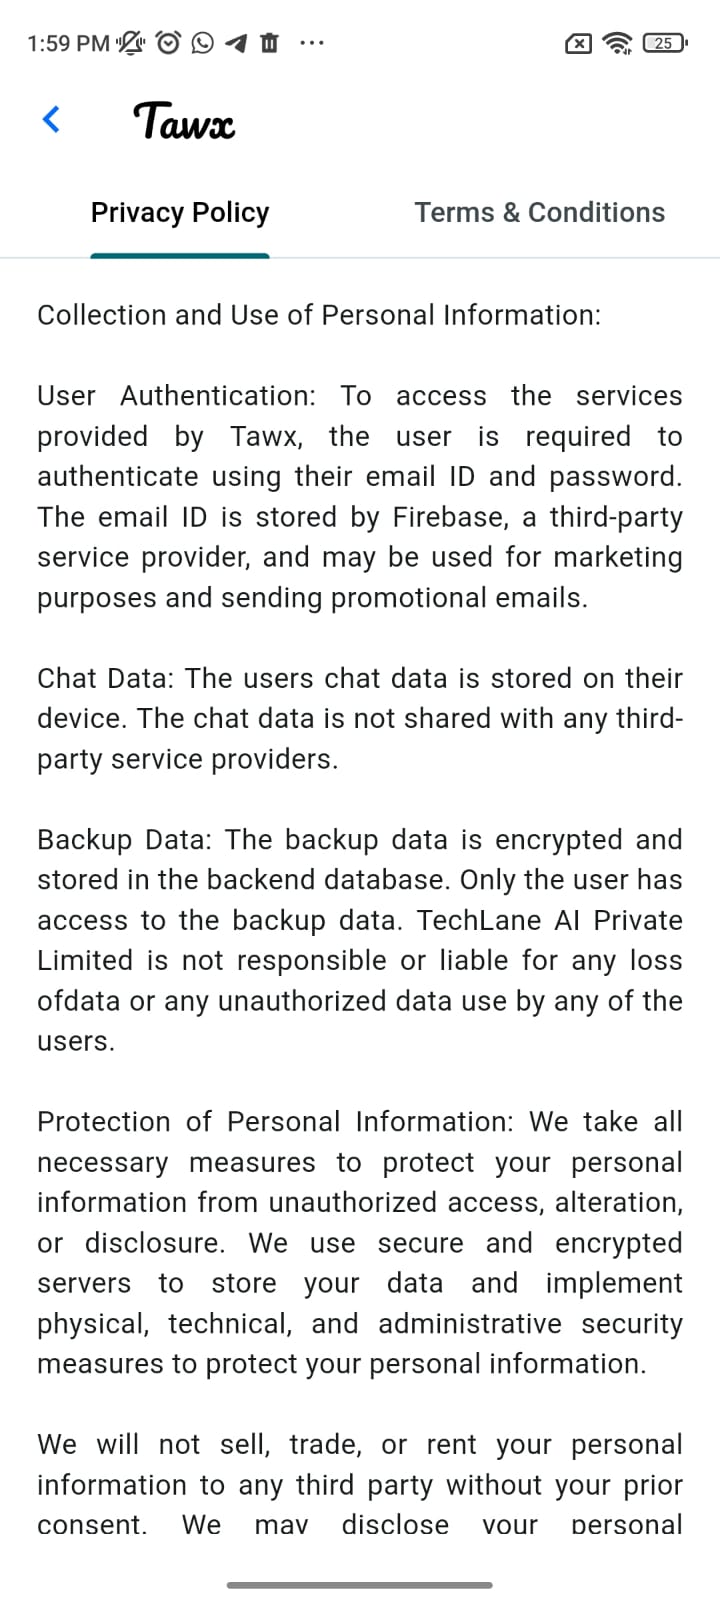 1:59 PM
25
Tawx
Privacy Policy
Terms & Conditions
Collection and Use of Personal Information:
User Authentication: To access the services
provided by Tawx, the user is required to
authenticate using their email ID and password.
The email ID is stored by Firebase, a third-party
service provider, and may be used for marketing
purposes and sending promotional emails.
Chat Data: The users chat data is stored on their
device. The chat data is not shared with any third-
party service providers.
Backup Data: The backup data is encrypted and
stored in the backend database. Only the user has
access to the backup data. TechLane AI Private
Limited is not responsible or liable for any loss
ofdata or any unauthorized data use by any of the
users.
Protection of Personal Information: We take all
necessary measures to protect your personal
information from unauthorized access, alteration,
or disclosure. We use secure and encrypted
servers to store your data and implement
physical, technical, and administrative security
measures to protect your personal information.
We will not sell, trade, or rent your personal
information to any third party without your prior
consent. We may disclose your personal